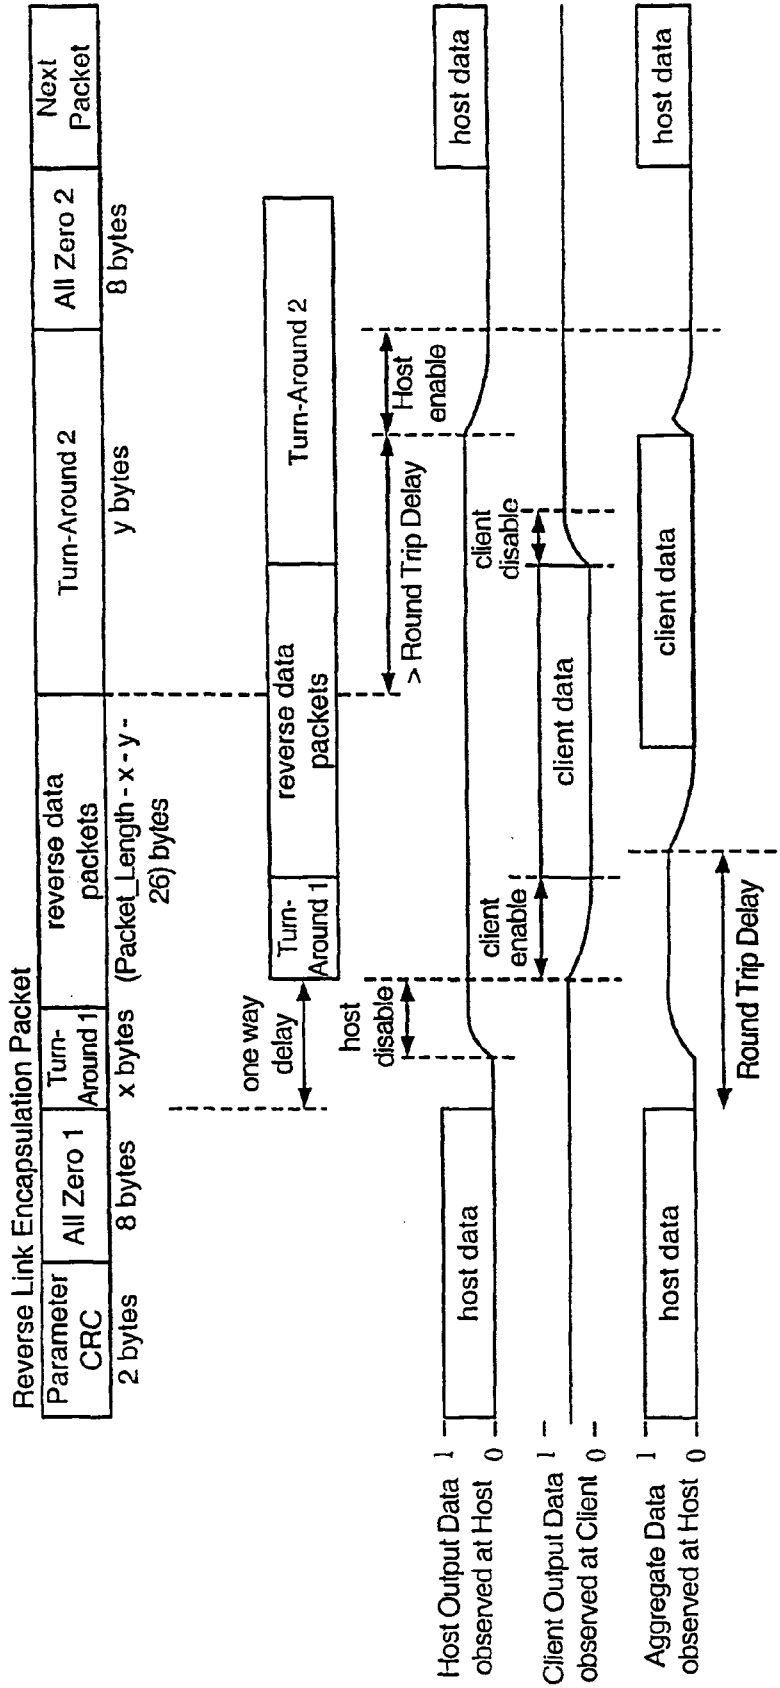 Reverse Link Encapsulation Packet
Parameter
CRC
All Zero 1
Turn-
Around 1
reverse data
packets
Turn-Around 2
All Zero 2
Next
Packet
2 bytes
8 bytes
x bytes
(Packet_Length - x - y -
26) bytes
y bytes
8 bytes
one way
delay
Turn-
Around 1
reverse data
packets
Turn-Around 2
host
disable
> Round Trip Delay
Host
enable
Host Output Data
observed at Host
1
0
host data
host data
client
enable
client
disable
Client Output Data
observed at Client
1
0
client data
Aggregate Data
observed at Host
1
0
host data
client data
host data
Round Trip Delay